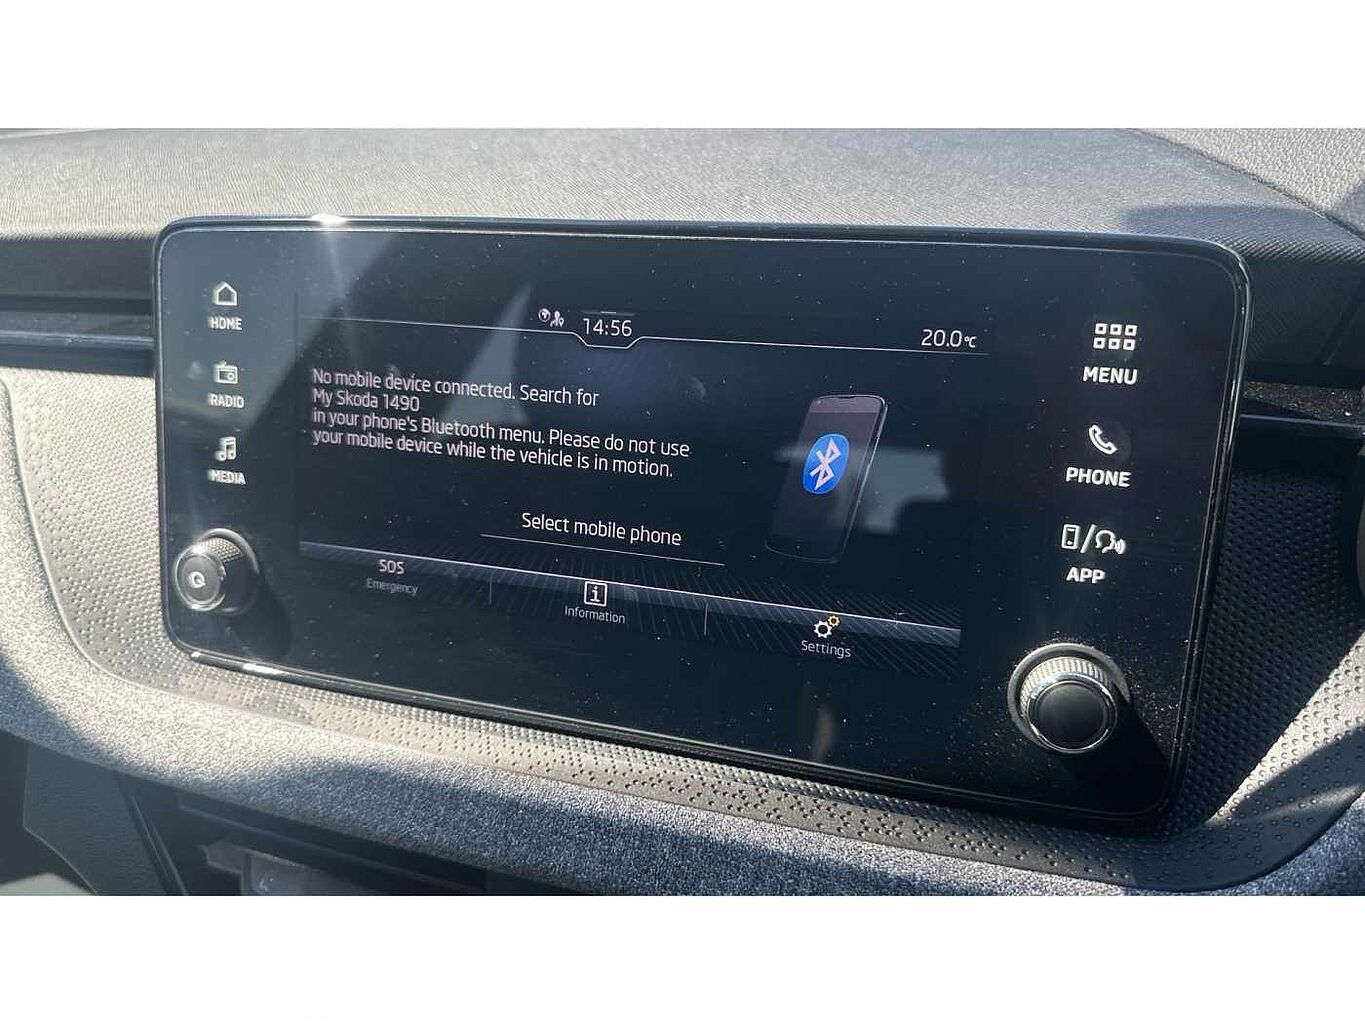 HOME
RADIO
MEDIA
14:56
20.0°C
No mobile device connected. Search for
My Skoda 1490
in your phone's Bluetooth menu. Please do not use
your mobile device while the vehicle is in motion.
Select mobile phone
SOS
Emergency
i
Information
Settings
MENU
PHONE
APP